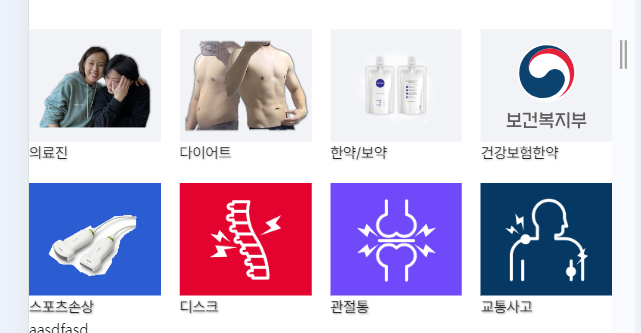 보건복지부
의료진
다이어트
한약/보약
건강보험한약
스포츠손상
디스크
관절통
교통사고
aasdfasd